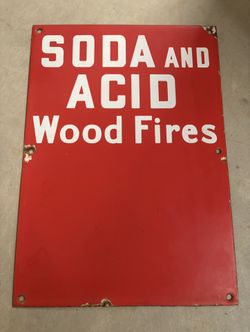 SODA AND
ACID
Wood Fires